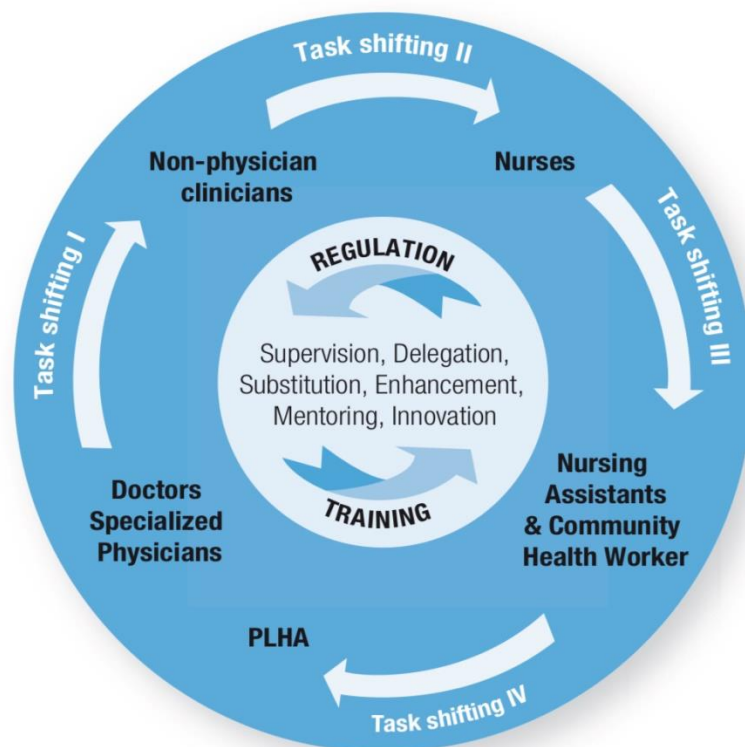 Task shifting II
Non-physician
clinicians
Nurses
Task shifting I
Task shifting III
REGULATION
Supervision, Delegation,
Substitution, Enhancement,
Mentoring, Innovation
TRAINING
Doctors
Specialized
Physicians
Nursing
Assistants
& Community
Health Worker
PLHA
Task shifting IV